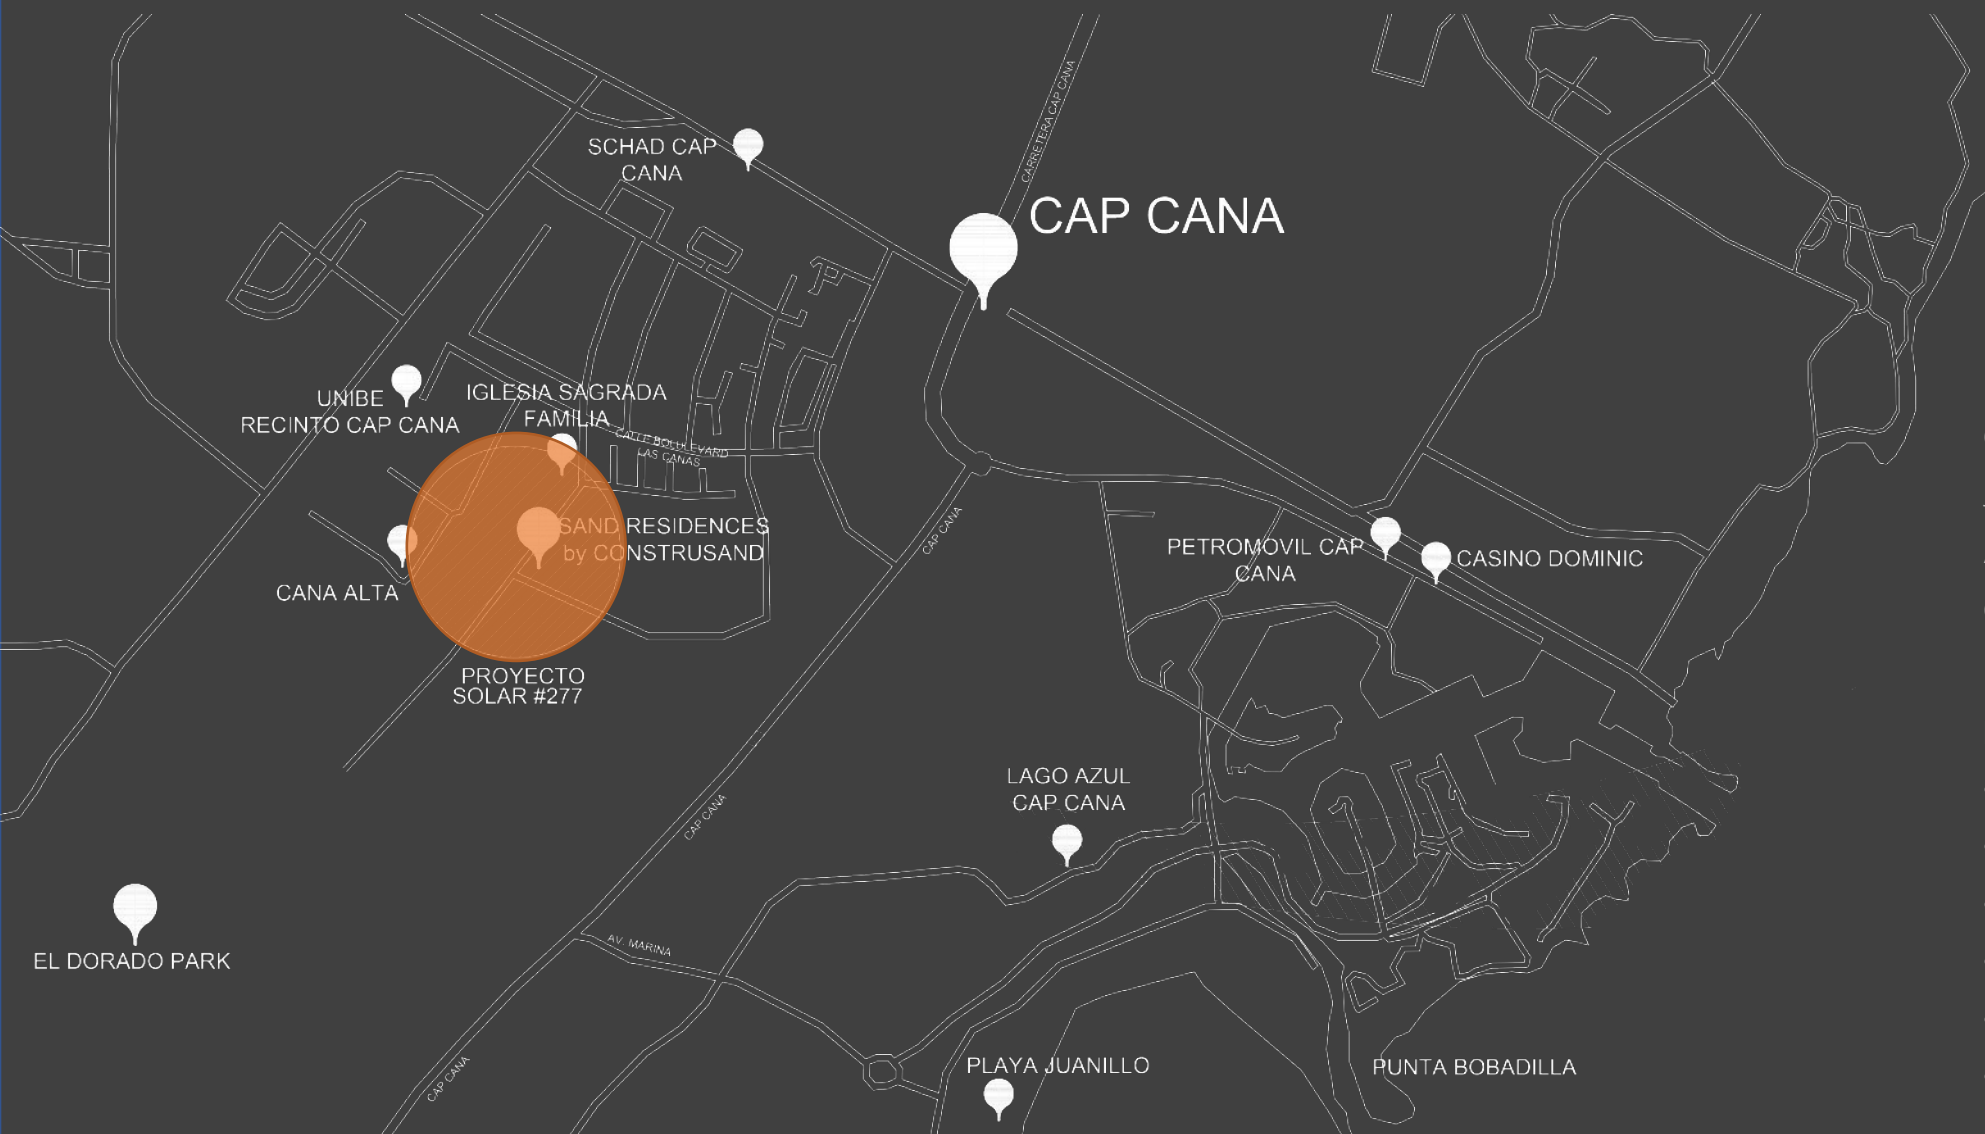 CARRETERA CAP CANA
SCHAD CAP
CANA
CAP CANA
UNIBE
RECINTO CAP CANA
IGLESIA SAGRADA
FAMILIA
CALLE BOULEVARD
LAS CANAS
SAND RESIDENCES
by CONSTRUSAND
CAP CANA
PETROMOVIL CAP
CANA
CASINO DOMINIC
CANA ALTA
PROYECTO
SOLAR #277
LAGO AZUL
CAP CANA
CAP CANA
EL DORADO PARK
AV. MARINA
CAP CANA
PLAYA JUANILLO
PUNTA BOBADILLA